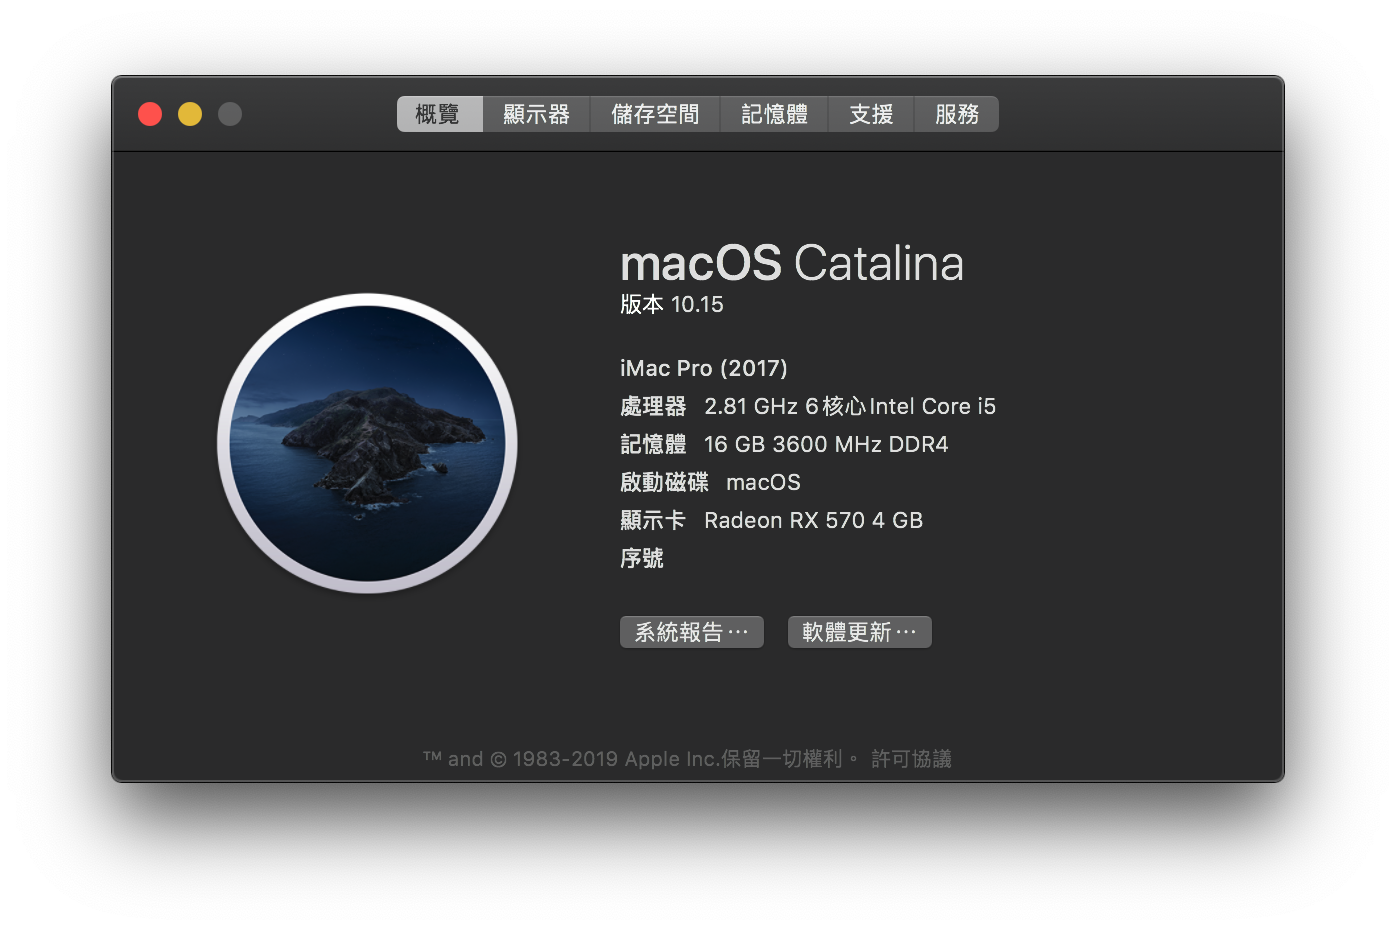 概覽 顯示器 儲存空間 記憶體 支援 服務
macOS Catalina
版本 10.15
iMac Pro (2017)
處理器 2.81 GHz 6核心Intel Core i5
記憶體 16 GB 3600 MHz DDR4
啟動磁碟 macOS
顯示卡 Radeon RX 570 4 GB
序號
系統報告⋯ 軟體更新⋯
™ and © 1983-2019 Apple Inc.保留一切權利。 許可協議